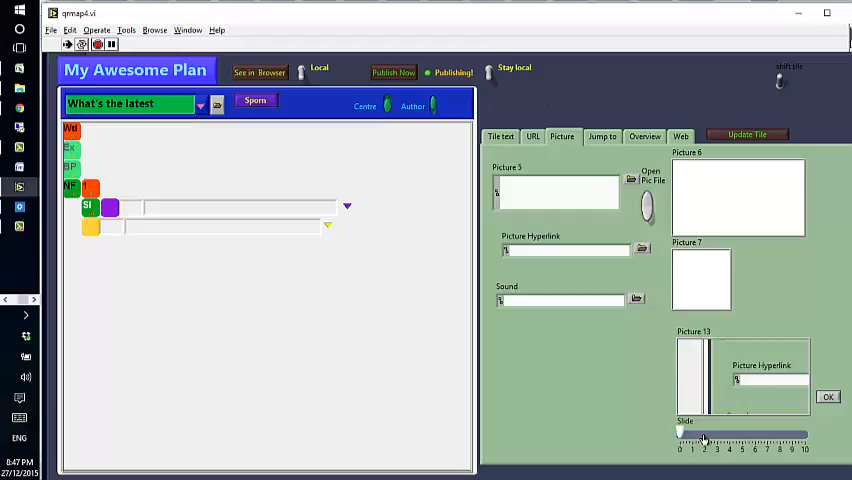 qrmap4.vi
File Edit Operate Tools Browse Window Help
My Awesome Plan
See in Browser
Local
Publish Now
Publishing!
Stay local
shift tile
What's the latest
Sporn
Centre
Author
Tile text
URL
Picture
Jump to
Overview
Web
Update Tile
Ex
BP
NF
SI
Picture 5
Open
Pic File
Picture 6
Picture Hyperlink
Picture 7
Sound
Picture 13
Picture Hyperlink
OK
Slide
0 1 2 3 4 5 6 7 8 9 10
ENG
8:47 PM
27/12/2015